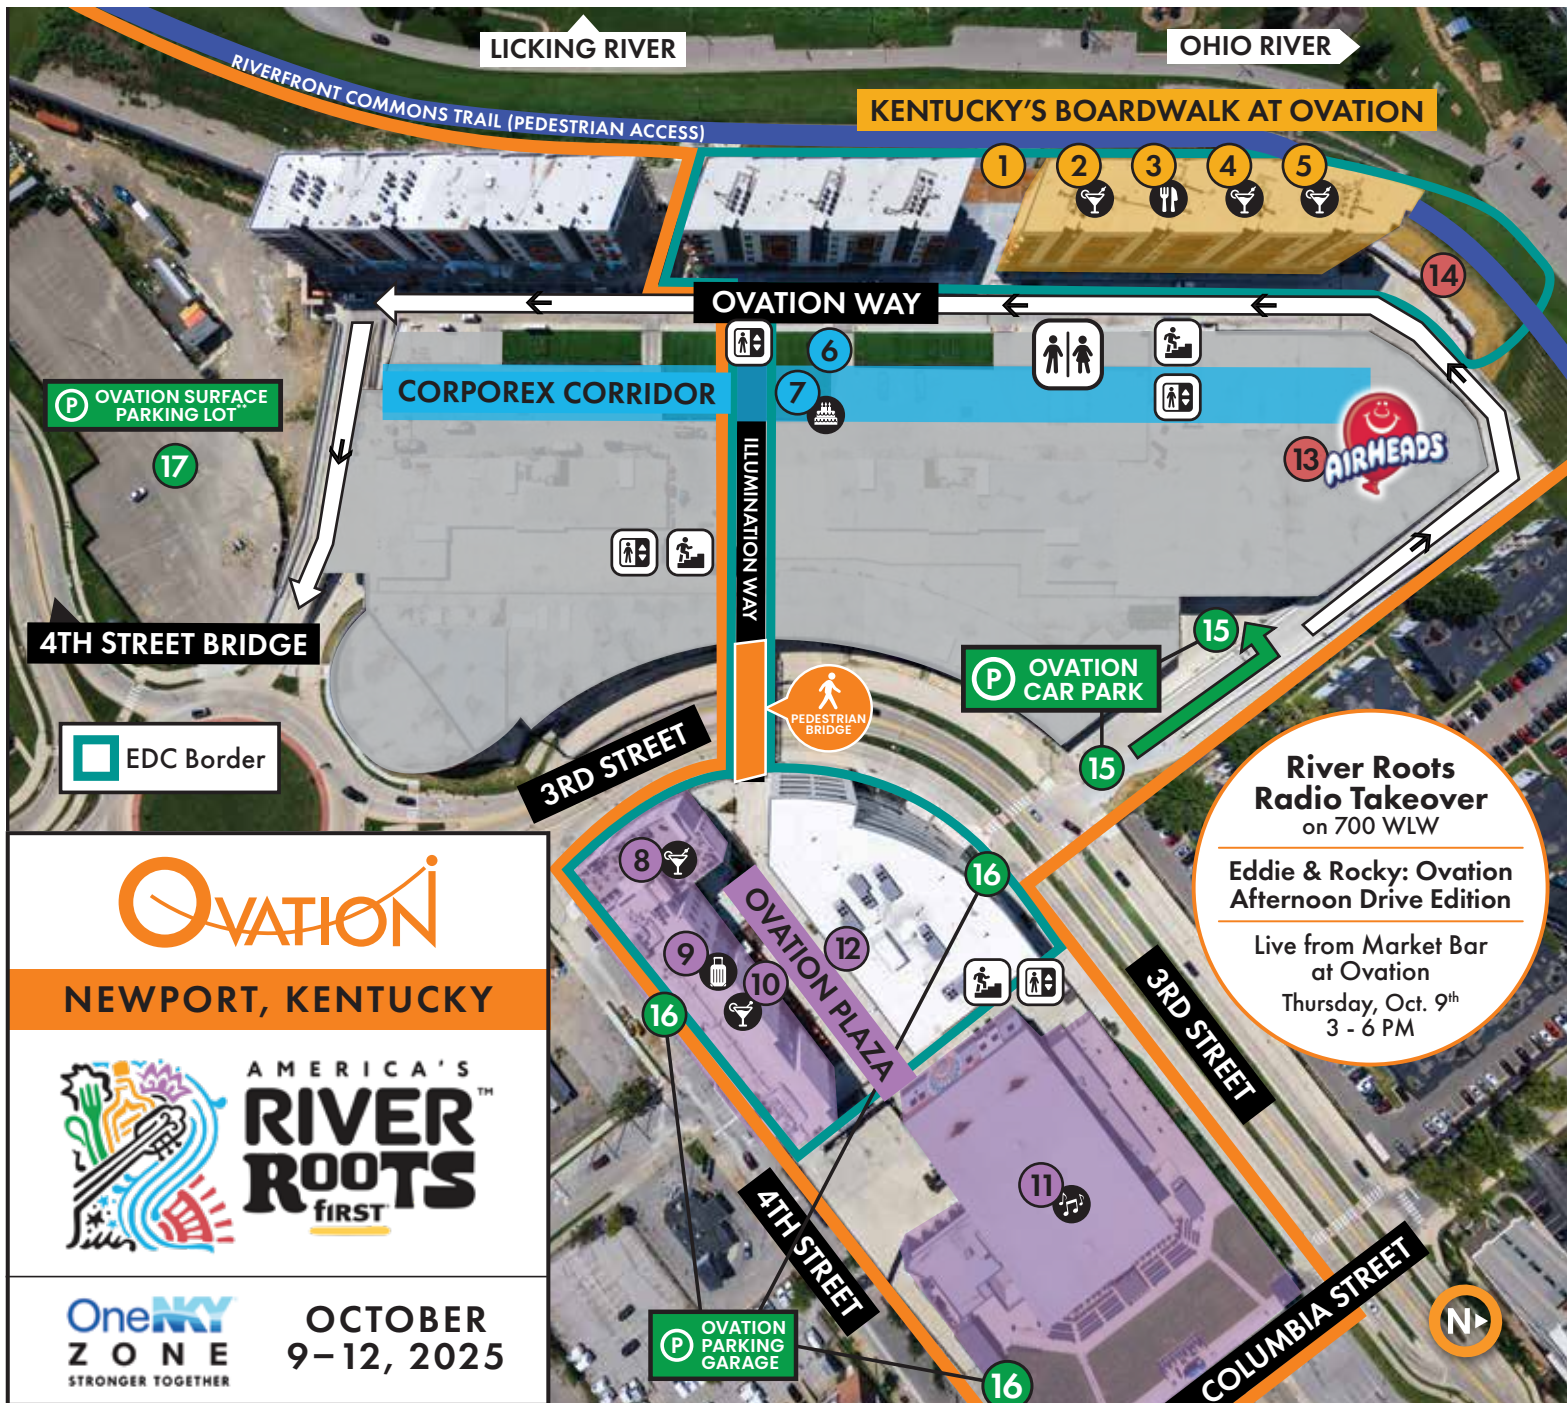 LICKING RIVER
OHIO RIVER
RIVERFRONT COMMONS TRAIL (PEDESTRIAN ACCESS)
KENTUCKY'S BOARDWALK AT OVATION
1
2
3
4
5
14
OVATION WAY
6
CORPOREX CORRIDOR
7
P OVATION SURFACE
PARKING LOT**
17
13
AIRHEADS
ILLUMINATION WAY
4TH STREET BRIDGE
15
P OVATION
CAR PARK
15
PEDESTRIAN
BRIDGE
EDC Border
3RD STREET
River Roots
Radio Takeover
on 700 WLW
Eddie & Rocky: Ovation
Afternoon Drive Edition
Live from Market Bar
at Ovation
Thursday, Oct. 9th
3 - 6 PM
8
16
OVATION PLAZA
9
10
12
16
3RD STREET
OVATION
NEWPORT, KENTUCKY
AMERICA'S
RIVER™
ROOTS
fiRST
11
4TH STREET
COLUMBIA STREET
N
OneNKY
ZONE
STRONGER TOGETHER
OCTOBER
9–12, 2025
P OVATION
PARKING
GARAGE
16